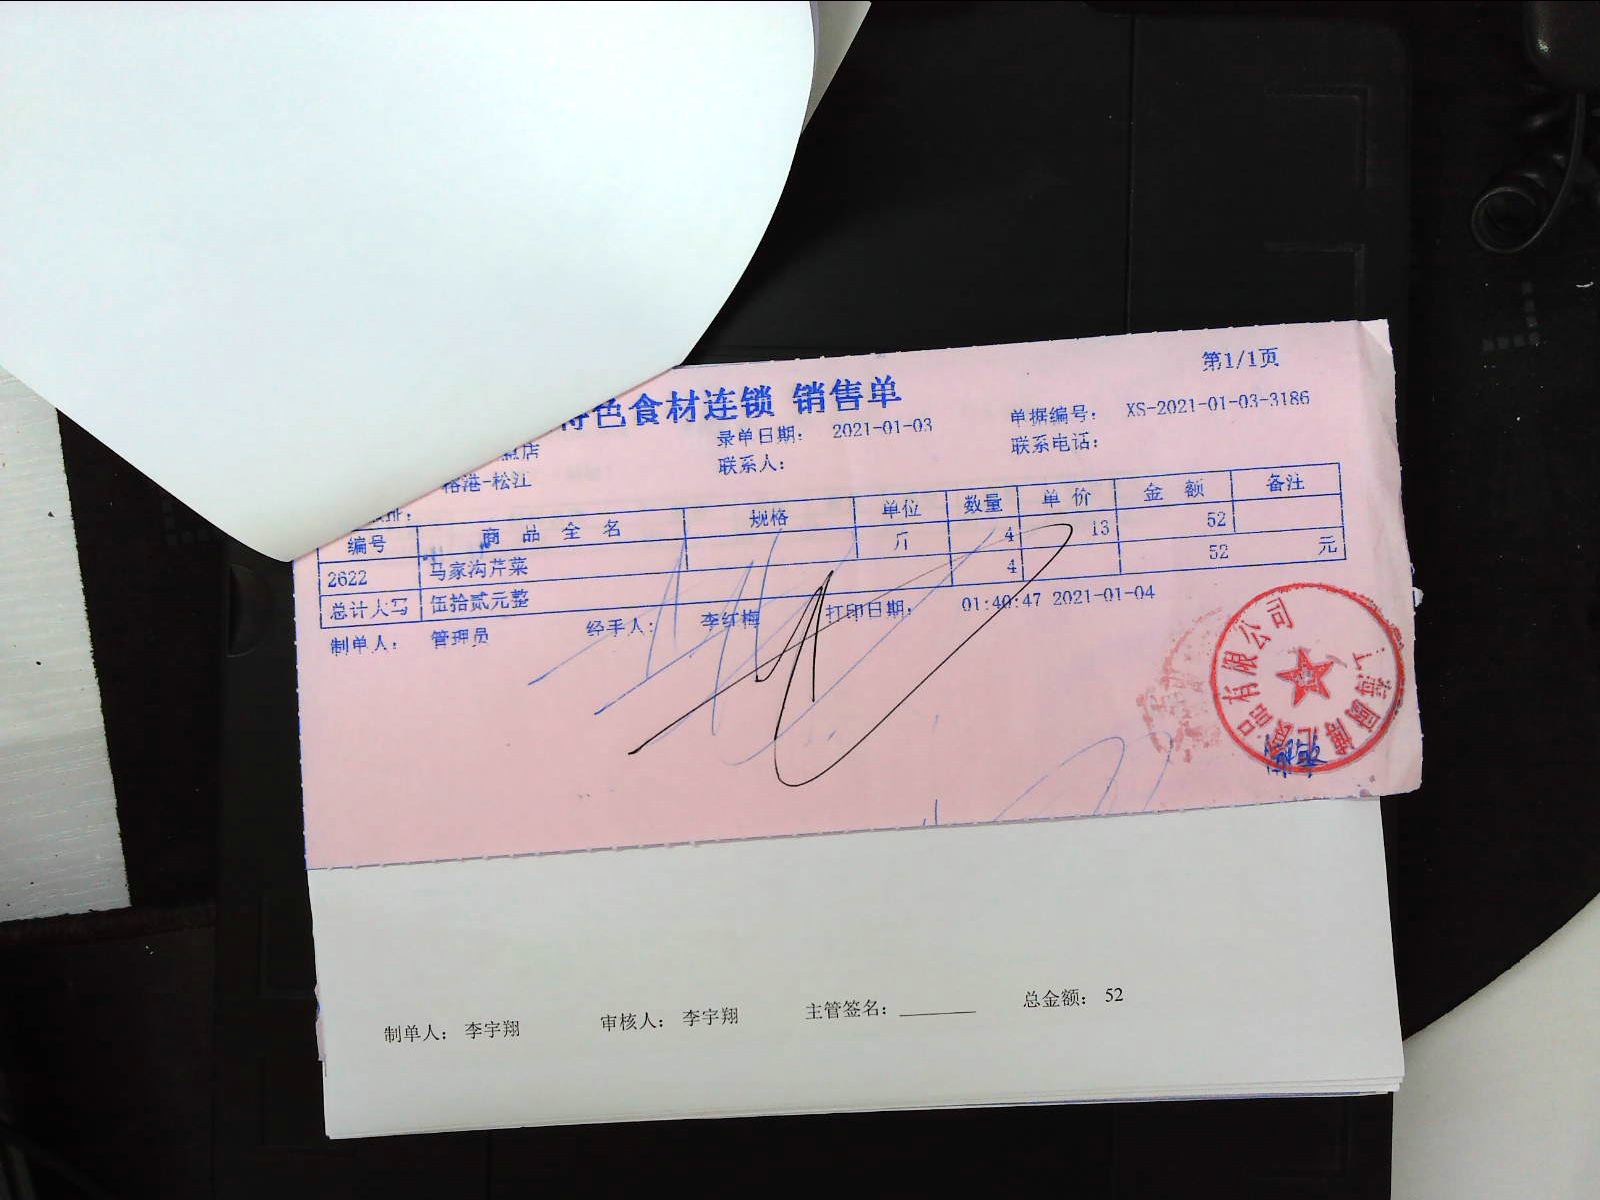 第1/1页
色食材连锁 销售单
录单日期: 2021-01-03
单据编号: XS-2021-01-03-3186
店
联系人:
联系电话:
港-松江
编号 商品全名 规格 单位 数量 单价 金额 备注
2622 马家沟芹菜 斤 4 13 52
总计大写 伍拾贰元整 4 52 元
制单人: 管理员 经手人: 李红梅 打印日期: 01:40:47 2021-01-04
品有限公司
上海
制单人: 李宇翔 审核人: 李宇翔 主管签名: 总金额: 52